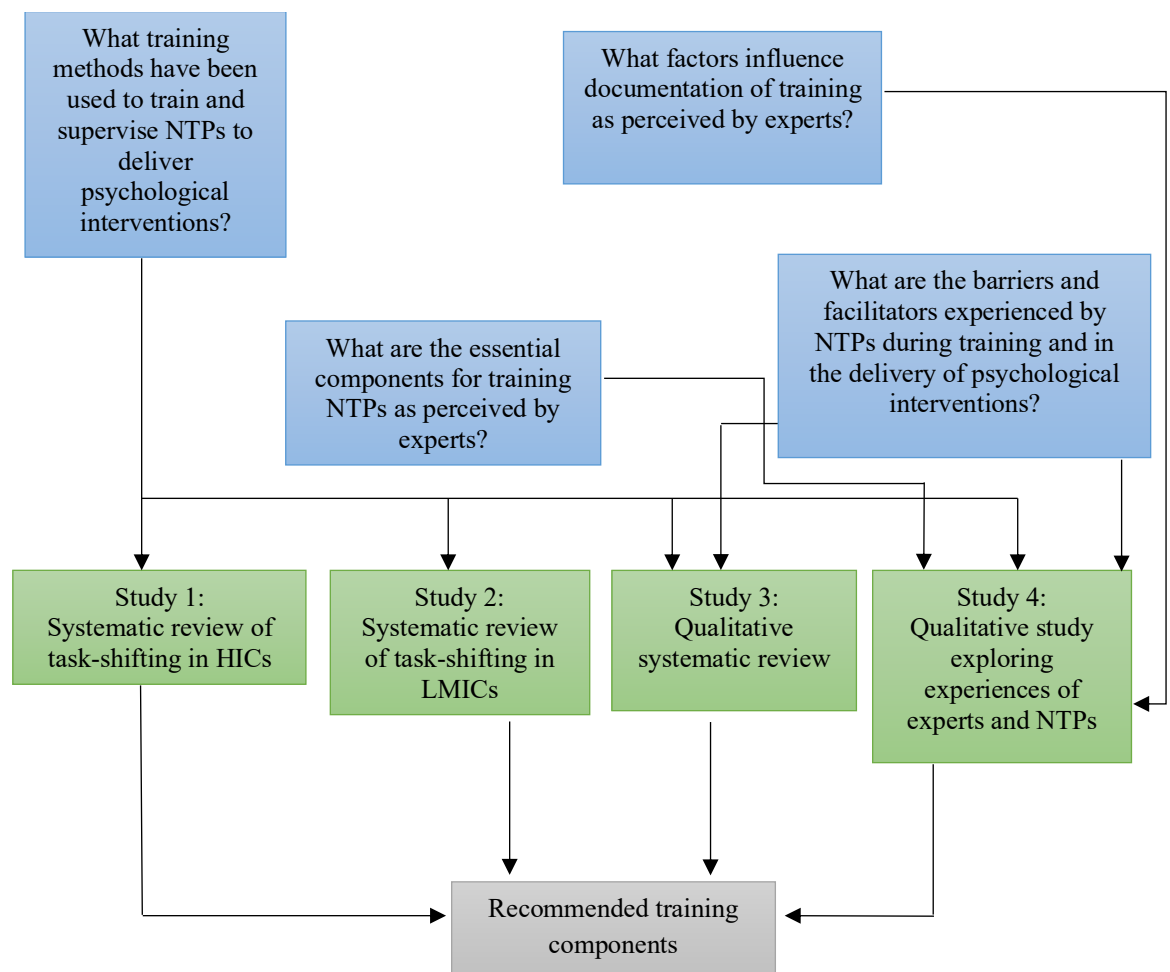 What training
methods have been
used to train and
supervise NTPs to
deliver
psychological
interventions?
What factors influence
documentation of training
as perceived by experts?
What are the barriers and
facilitators experienced by
NTPs during training and in
the delivery of psychological
interventions?
What are the essential
components for training
NTPs as perceived by
experts?
Study 1:
Systematic review of
task-shifting in HICs
Study 2:
Systematic review
of task-shifting in
LMICs
Study 3:
Qualitative
systematic review
Study 4:
Qualitative study
exploring
experiences of
experts and NTPs
Recommended training
components